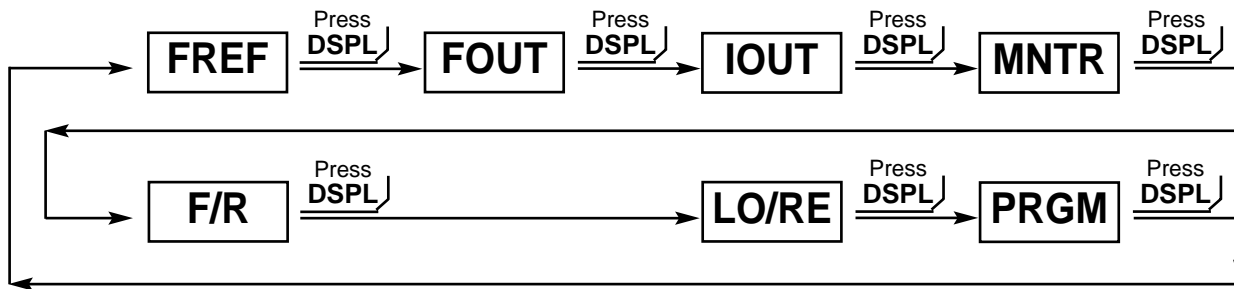 Press Press Press Press
FREF DSPL FOUT DSPL IOUT DSPL MNTR DSPL
Press Press Press
F/R DSPL LO/RE DSPL PRGM DSPL